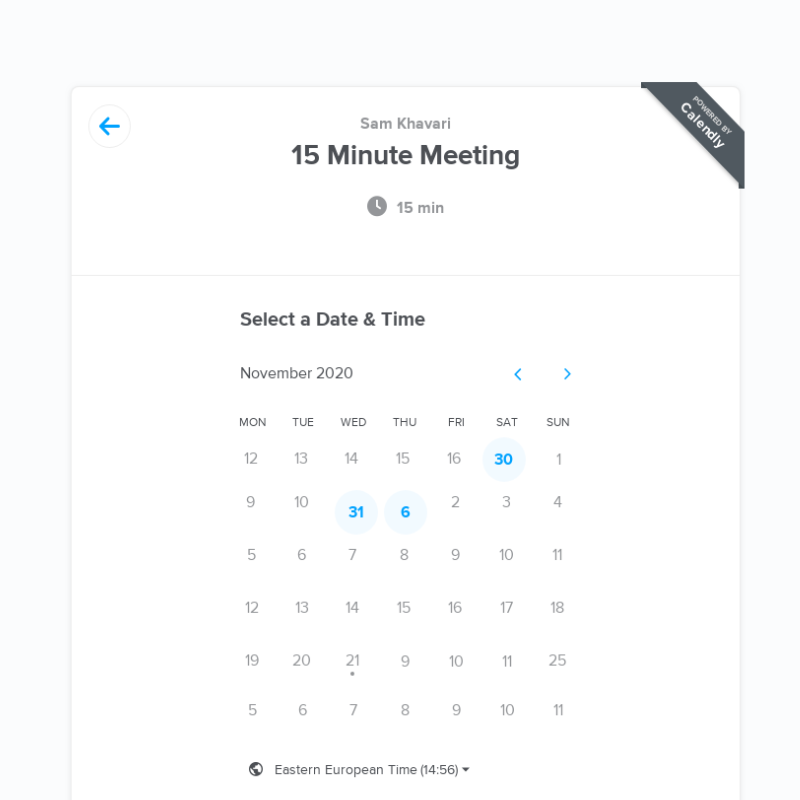 POWERED BY
Calendly
Sam Khavari
15 Minute Meeting
15 min
Select a Date & Time
November 2020
MON TUE WED THU FRI SAT SUN
12 13 14 15 16 30 1
9 10 31 6 2 3 4
5 6 7 8 9 10 11
12 13 14 15 16 17 18
19 20 21 9 10 11 25
5 6 7 8 9 10 11
Eastern European Time (14:56)